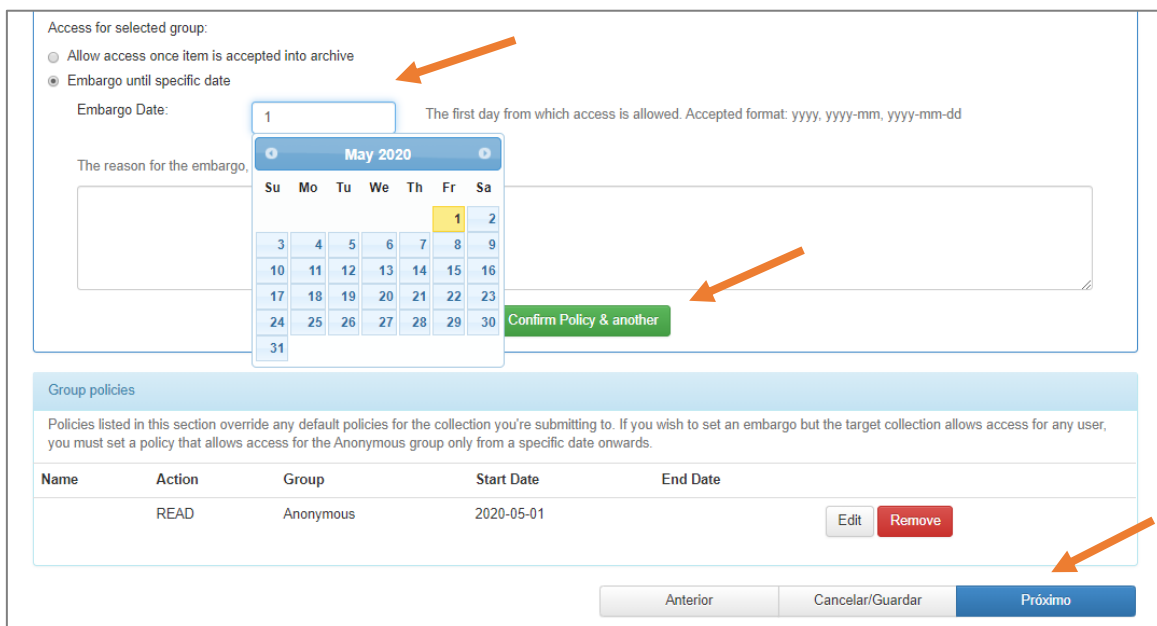 Access for selected group:
Allow access once item is accepted into archive
Embargo until specific date
Embargo Date:
1
The first day from which access is allowed. Accepted format: yyyy, yyyy-mm, yyyy-mm-dd
The reason for the embargo,
May 2020
Su Mo Tu We Th Fr Sa
1 2
3 4 5 6 7 8 9
10 11 12 13 14 15 16
17 18 19 20 21 22 23
24 25 26 27 28 29 30
31
Confirm Policy & another
Group policies
Policies listed in this section override any default policies for the collection you're submitting to. If you wish to set an embargo but the target collection allows access for any user,
you must set a policy that allows access for the Anonymous group only from a specific date onwards.
Name Action Group Start Date End Date
READ Anonymous 2020-05-01 Edit Remove
Anterior Cancelar/Guardar Próximo